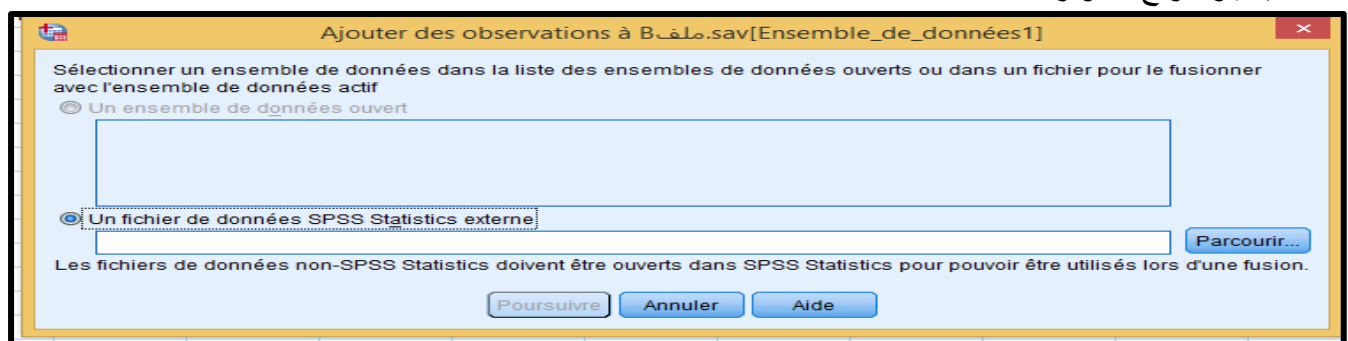 Ajouter des observations à Bملف.sav[Ensemble_de_données1]
Sélectionner un ensemble de données dans la liste des ensembles de données ouverts ou dans un fichier pour le fusionner
avec l'ensemble de données actif
Un ensemble de données ouvert
Un fichier de données SPSS Statistics externe
Parcourir...
Les fichiers de données non-SPSS Statistics doivent être ouverts dans SPSS Statistics pour pouvoir être utilisés lors d'une fusion.
Poursuivre Annuler Aide